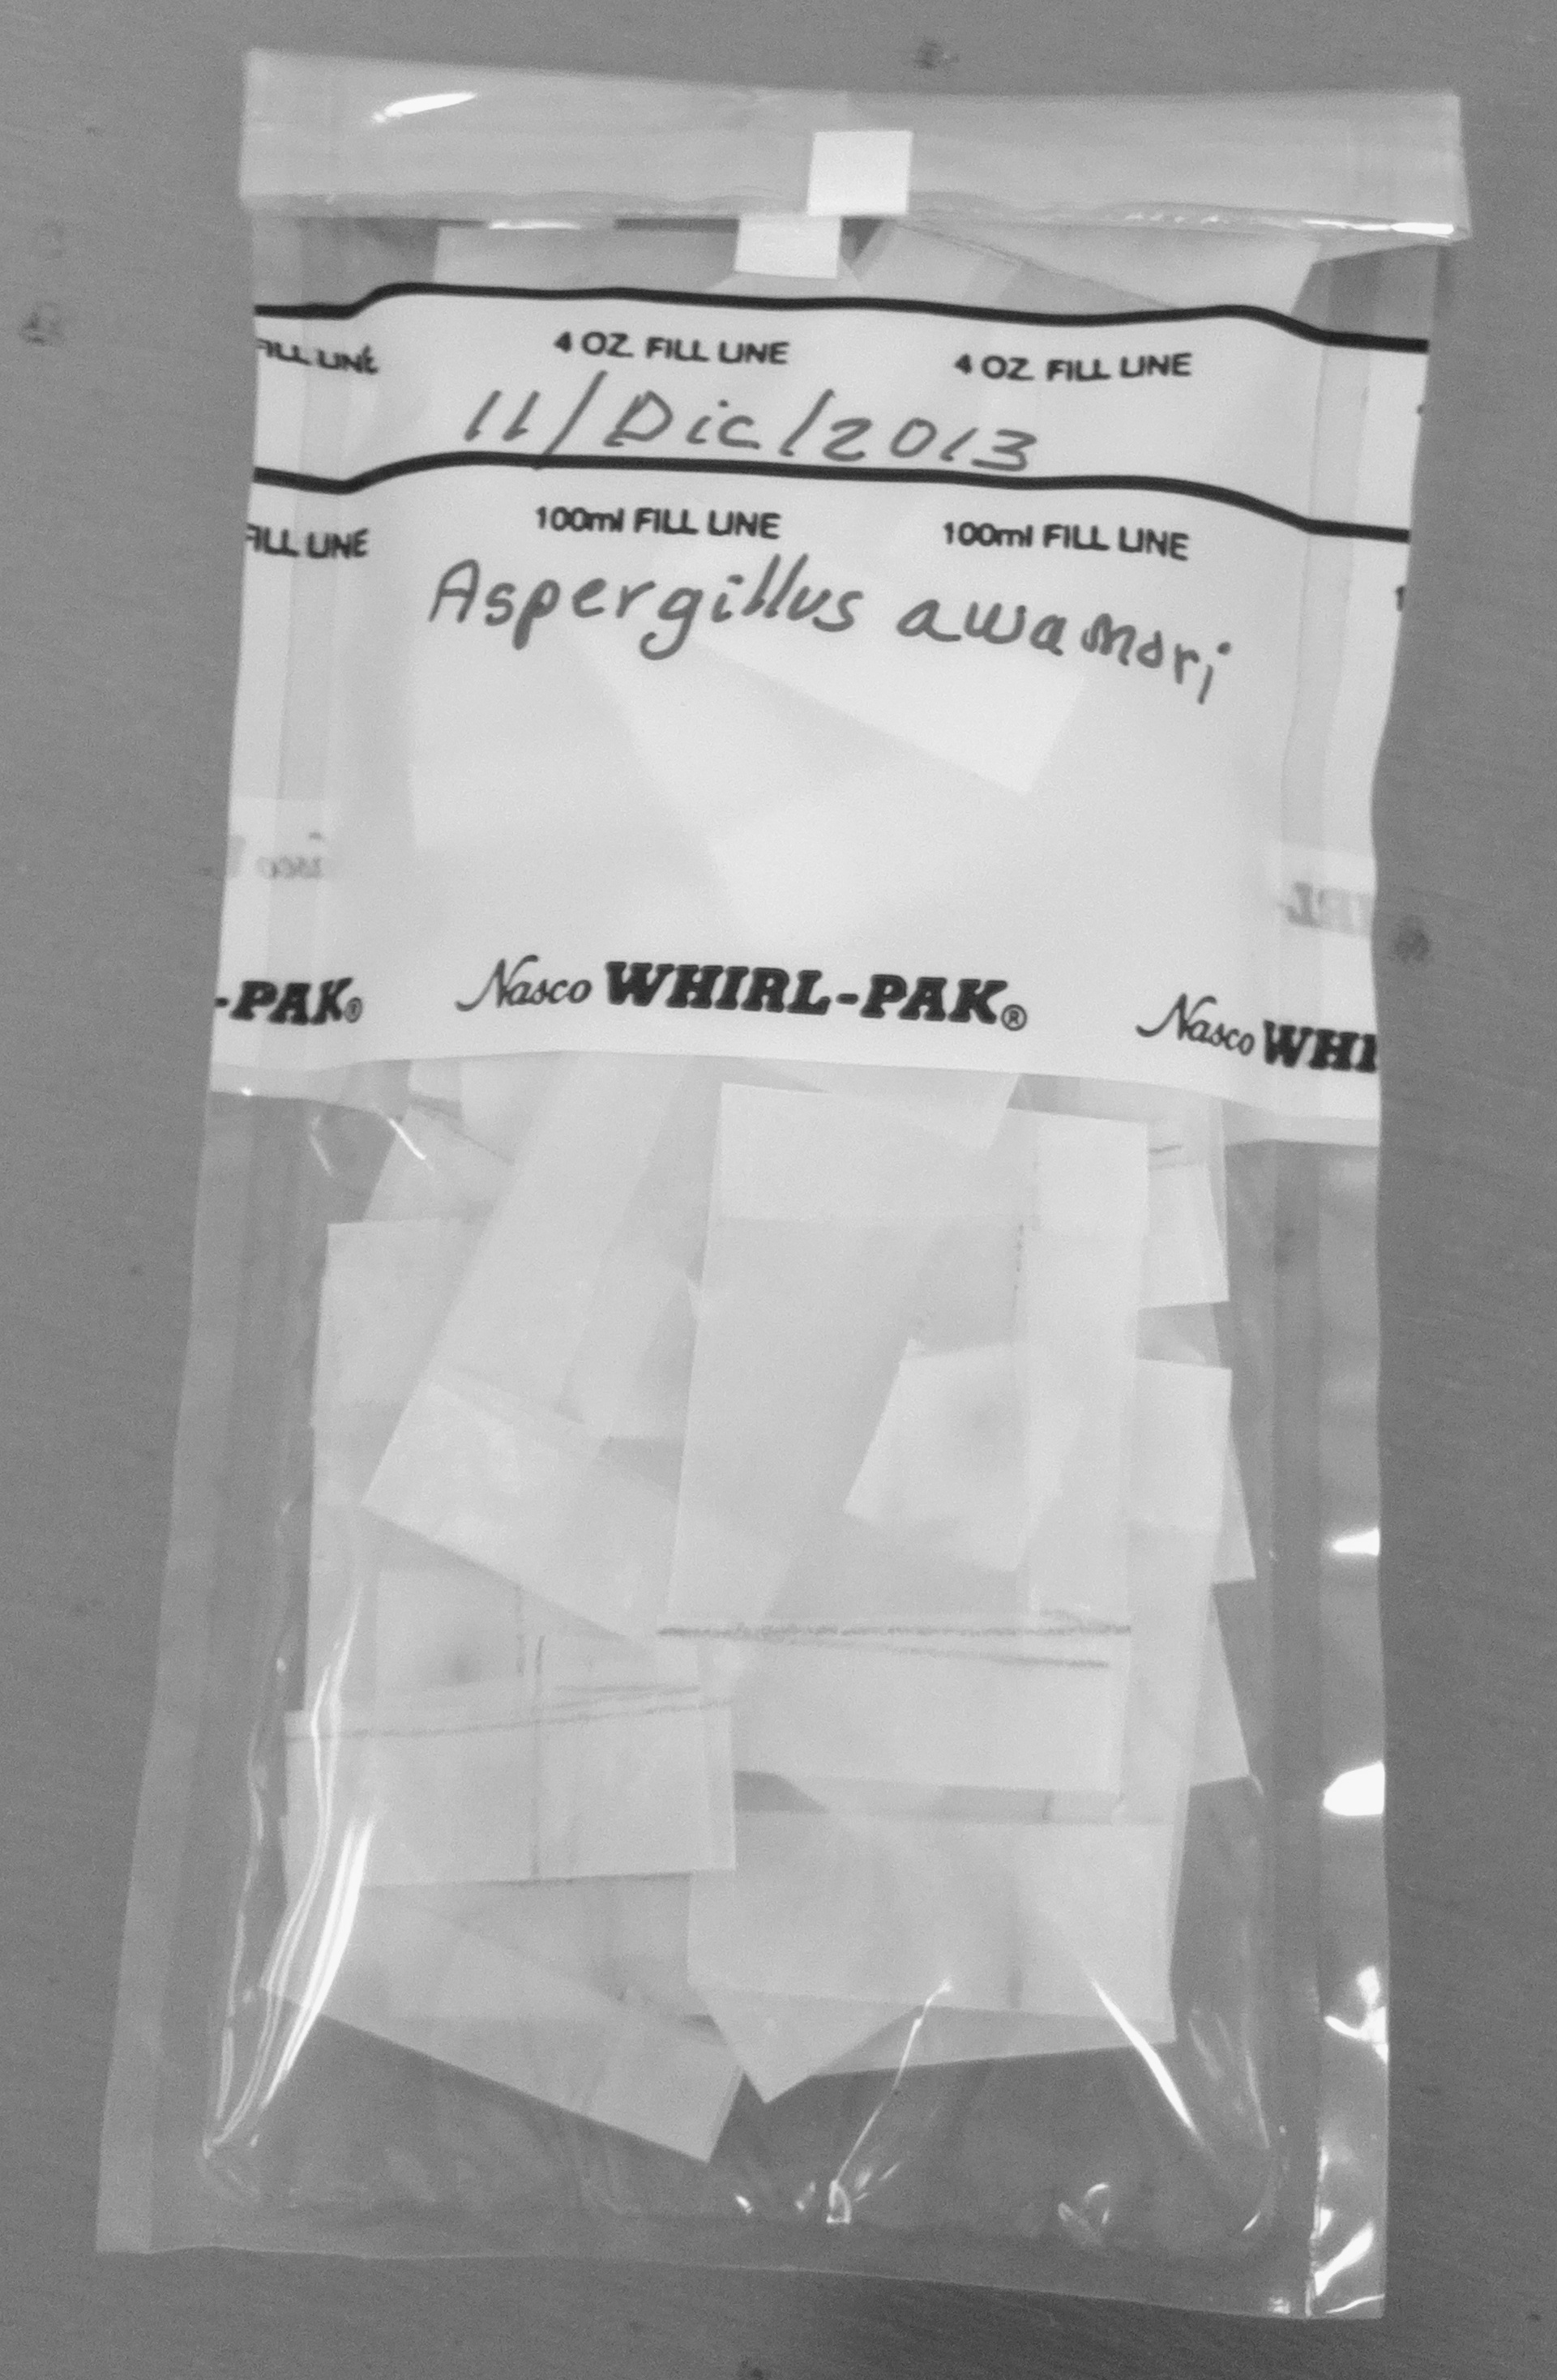 4 OZ FILL LINE 4 OZ FILL LINE
FILL LINE
11/Dic/2013
100ml FILL LINE 100ml FILL LINE
FILL LINE
Aspergillus awamori
-PAK® Nasco WHIRL-PAK® Nasco WHI